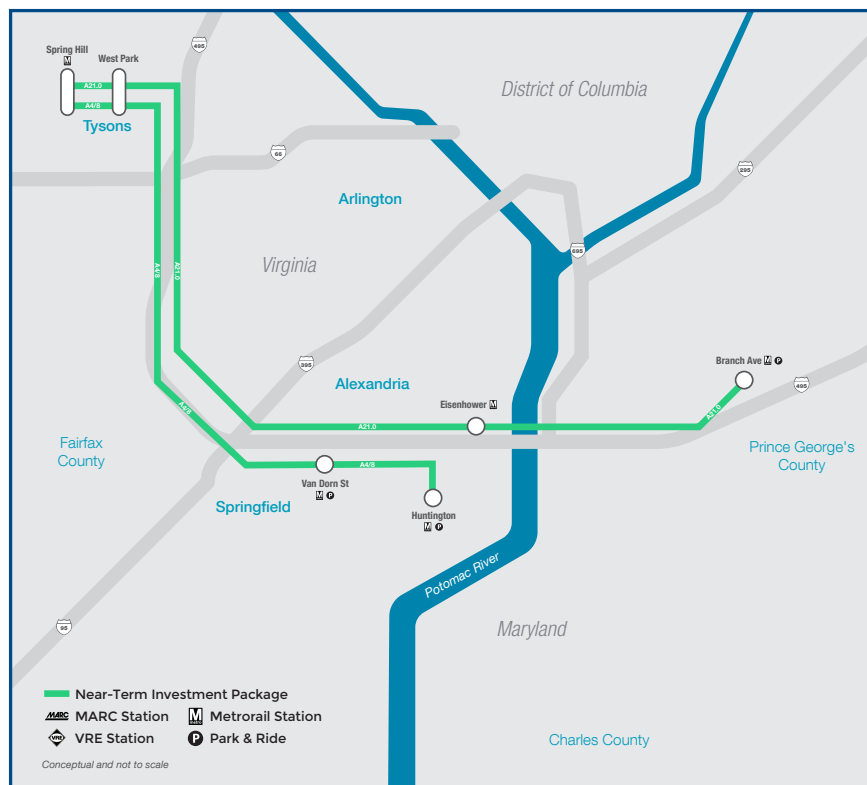 495
Spring Hill
M
West Park
A21.0
A4/8
Tysons
District of Columbia
66
295
Arlington
695
Virginia
A4/8
A21.0
395
Branch Ave M P
Alexandria
495
Eisenhower M
A4/8
A21.0
A21.0
Fairfax
County
Prince George's
County
A4/8
Van Dorn St
M P
Springfield
Huntington
M P
Potomac River
95
Maryland
Near-Term Investment Package
MARC MARC Station
M Metrorail Station
VRE VRE Station
P Park & Ride
Charles County
Conceptual and not to scale